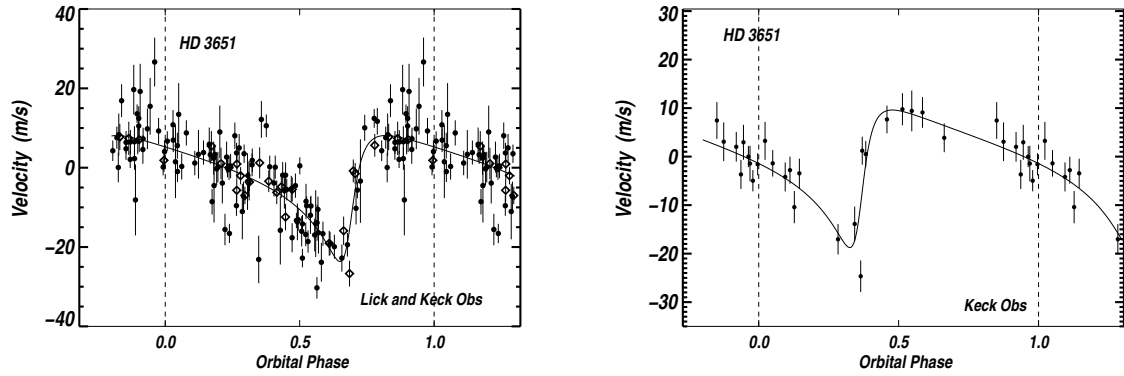 40
20
0
−20
−40
Velocity (m/s)
HD 3651
Lick and Keck Obs
0.0 0.5 1.0
Orbital Phase
30
20
10
0
−10
−20
−30
Velocity (m/s)
HD 3651
Keck Obs
0.0 0.5 1.0
Orbital Phase